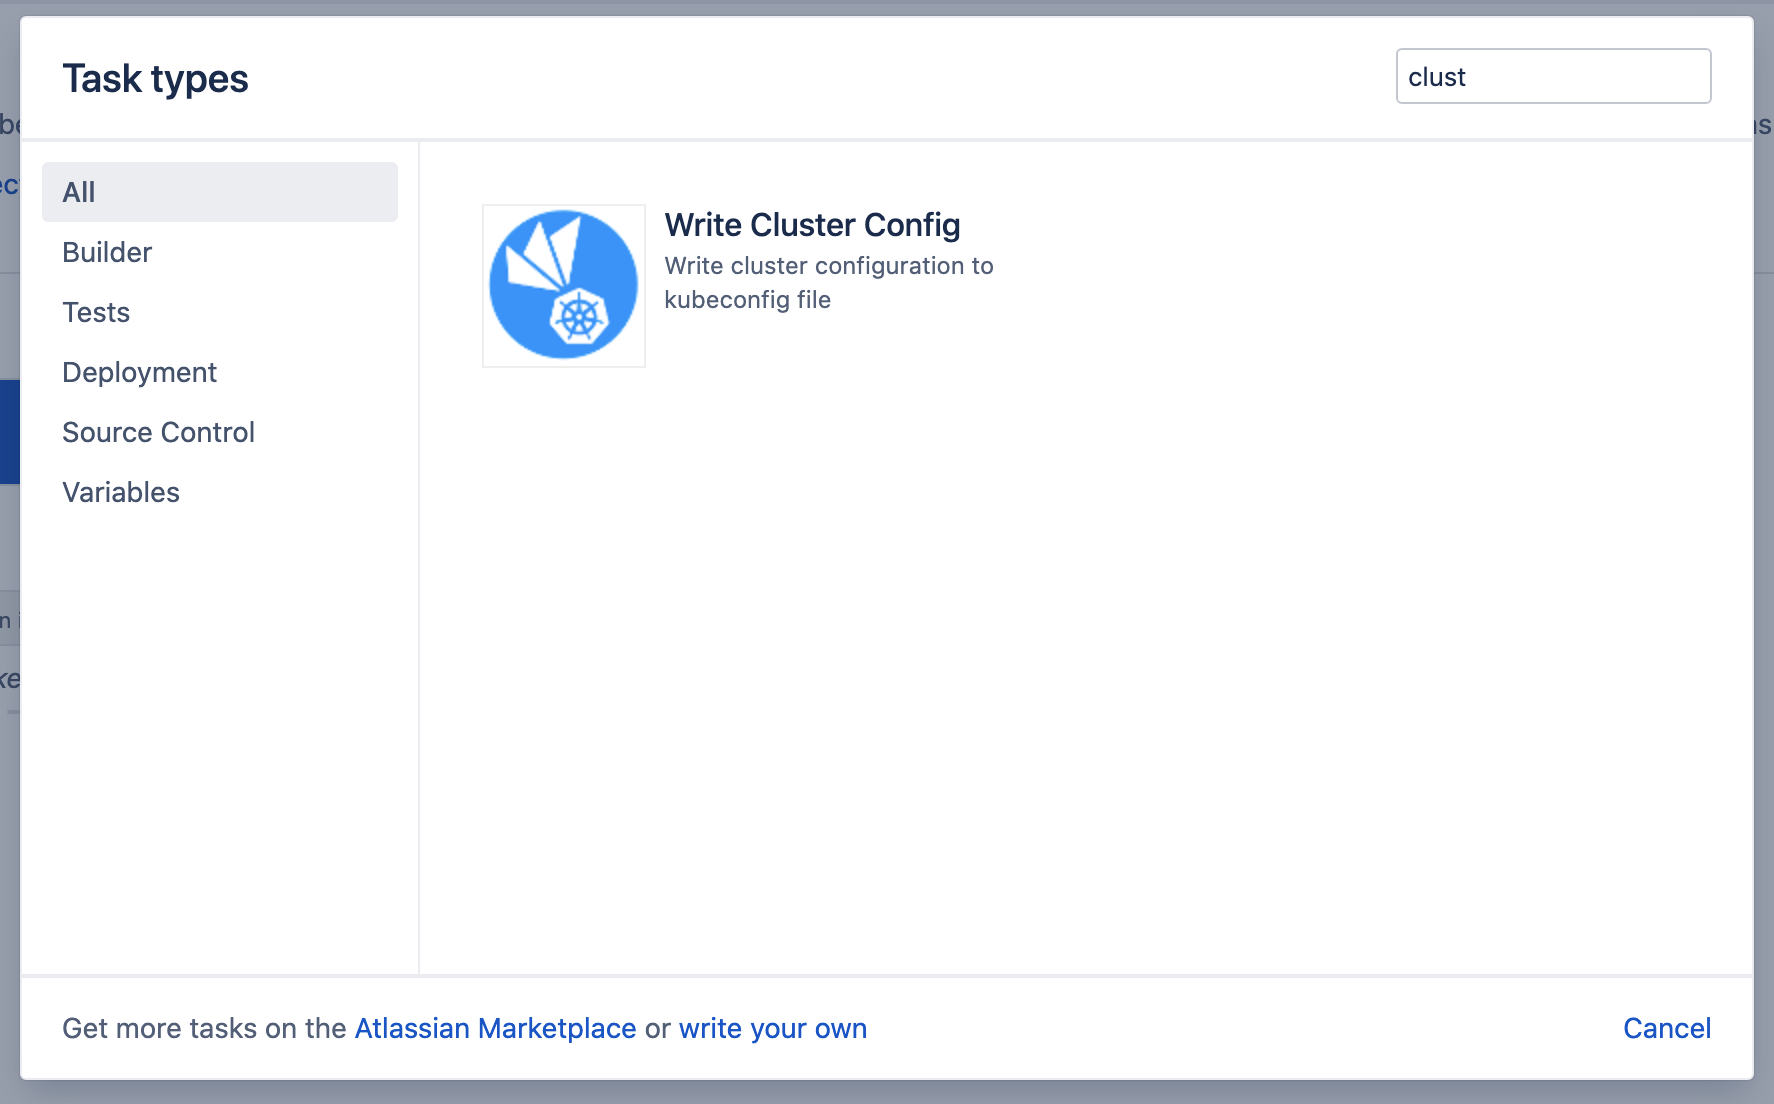 Task types
clust
All
Builder
Tests
Deployment
Source Control
Variables
Write Cluster Config
Write cluster configuration to
kubeconfig file
Get more tasks on the Atlassian Marketplace or write your own
Cancel